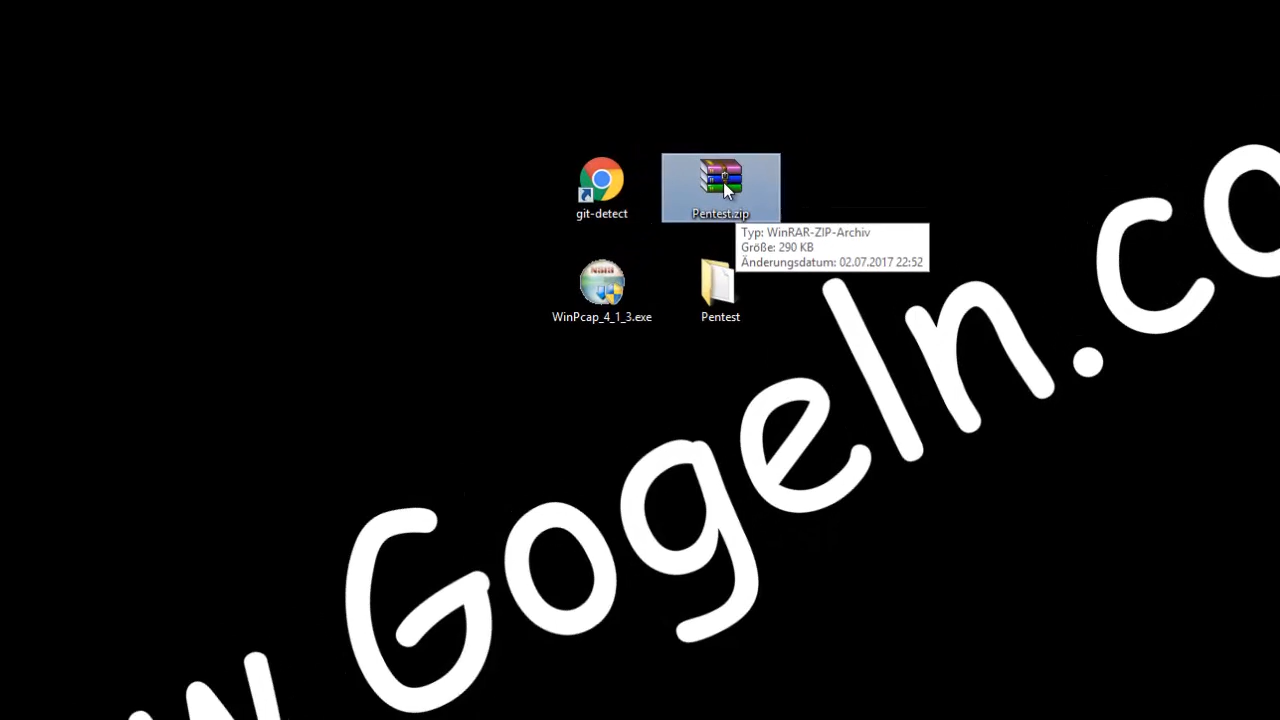 git-detect
Pentest.zip
Typ: WinRAR-ZIP-Archiv
Größe: 290 KB
Änderungsdatum: 02.07.2017 22:52
WinPcap_4_1_3.exe
Pentest
w Gogeln.co